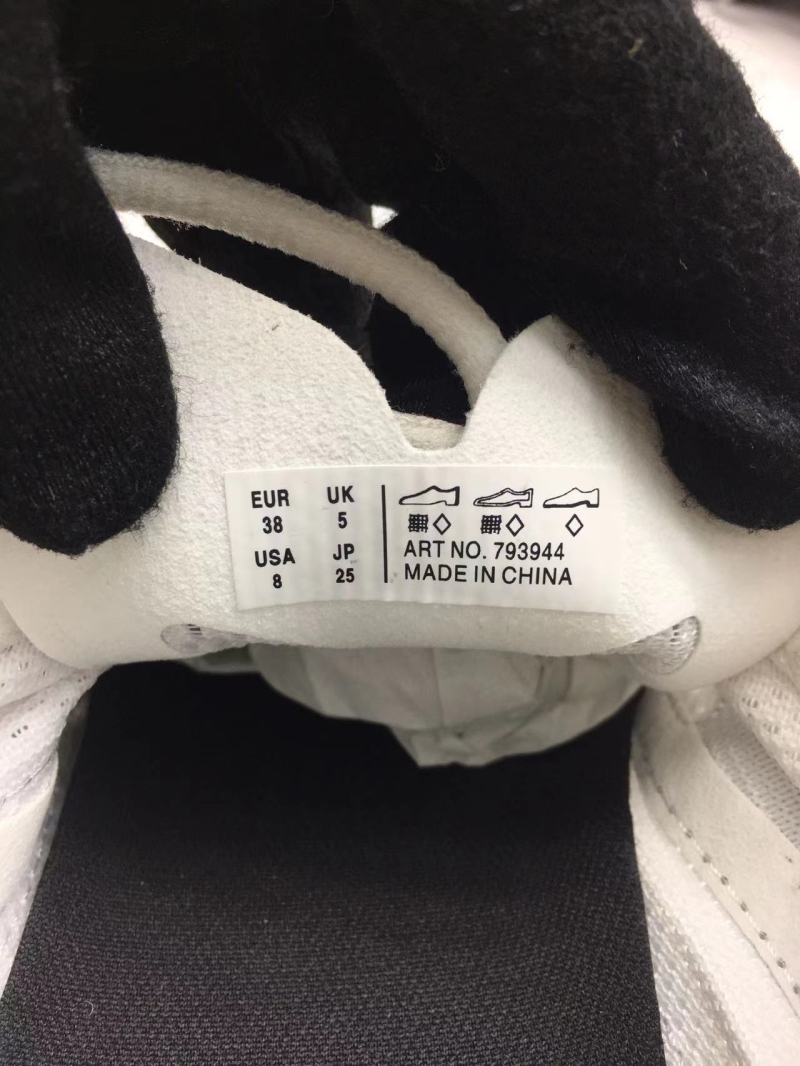 EUR UK
38 5
USA JP
8 25
ART NO. 793944
MADE IN CHINA